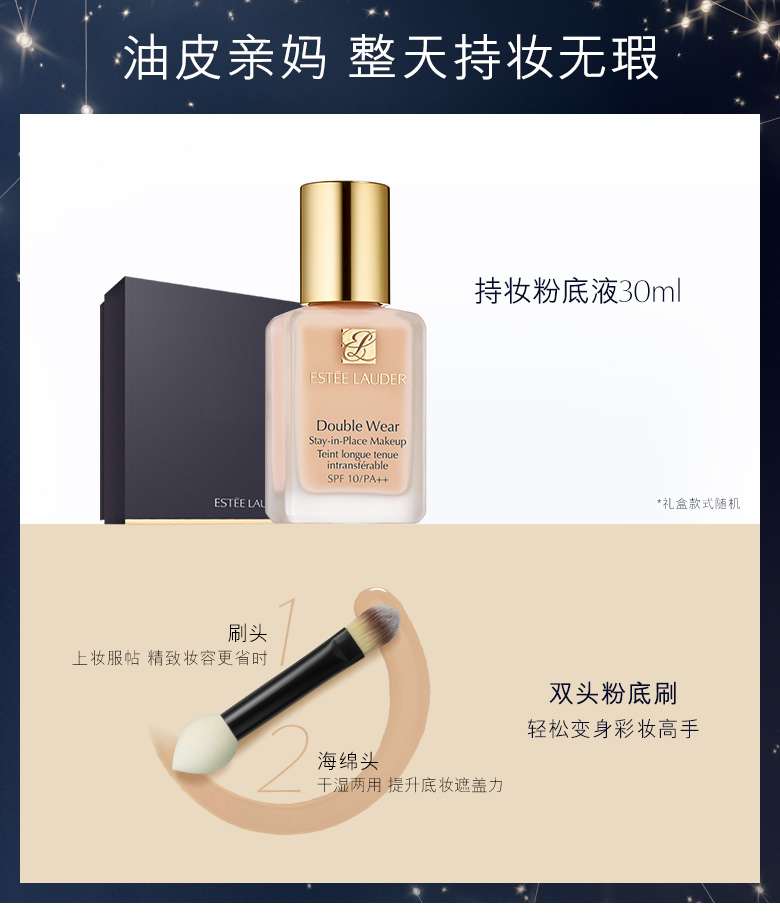 油皮亲妈 整天持妆无瑕
持妆粉底液30ml
ESTĒE LAUDER
Double Wear
Stay-in-Place Makeup
Teint longue tenue
intransférable
SPF 10/PA++
ESTĒE LAU
*礼盒款式随机
1
刷头
上妆服帖 精致妆容更省时
双头粉底刷
轻松变身彩妆高手
2
海绵头
干湿两用 提升底妆遮盖力